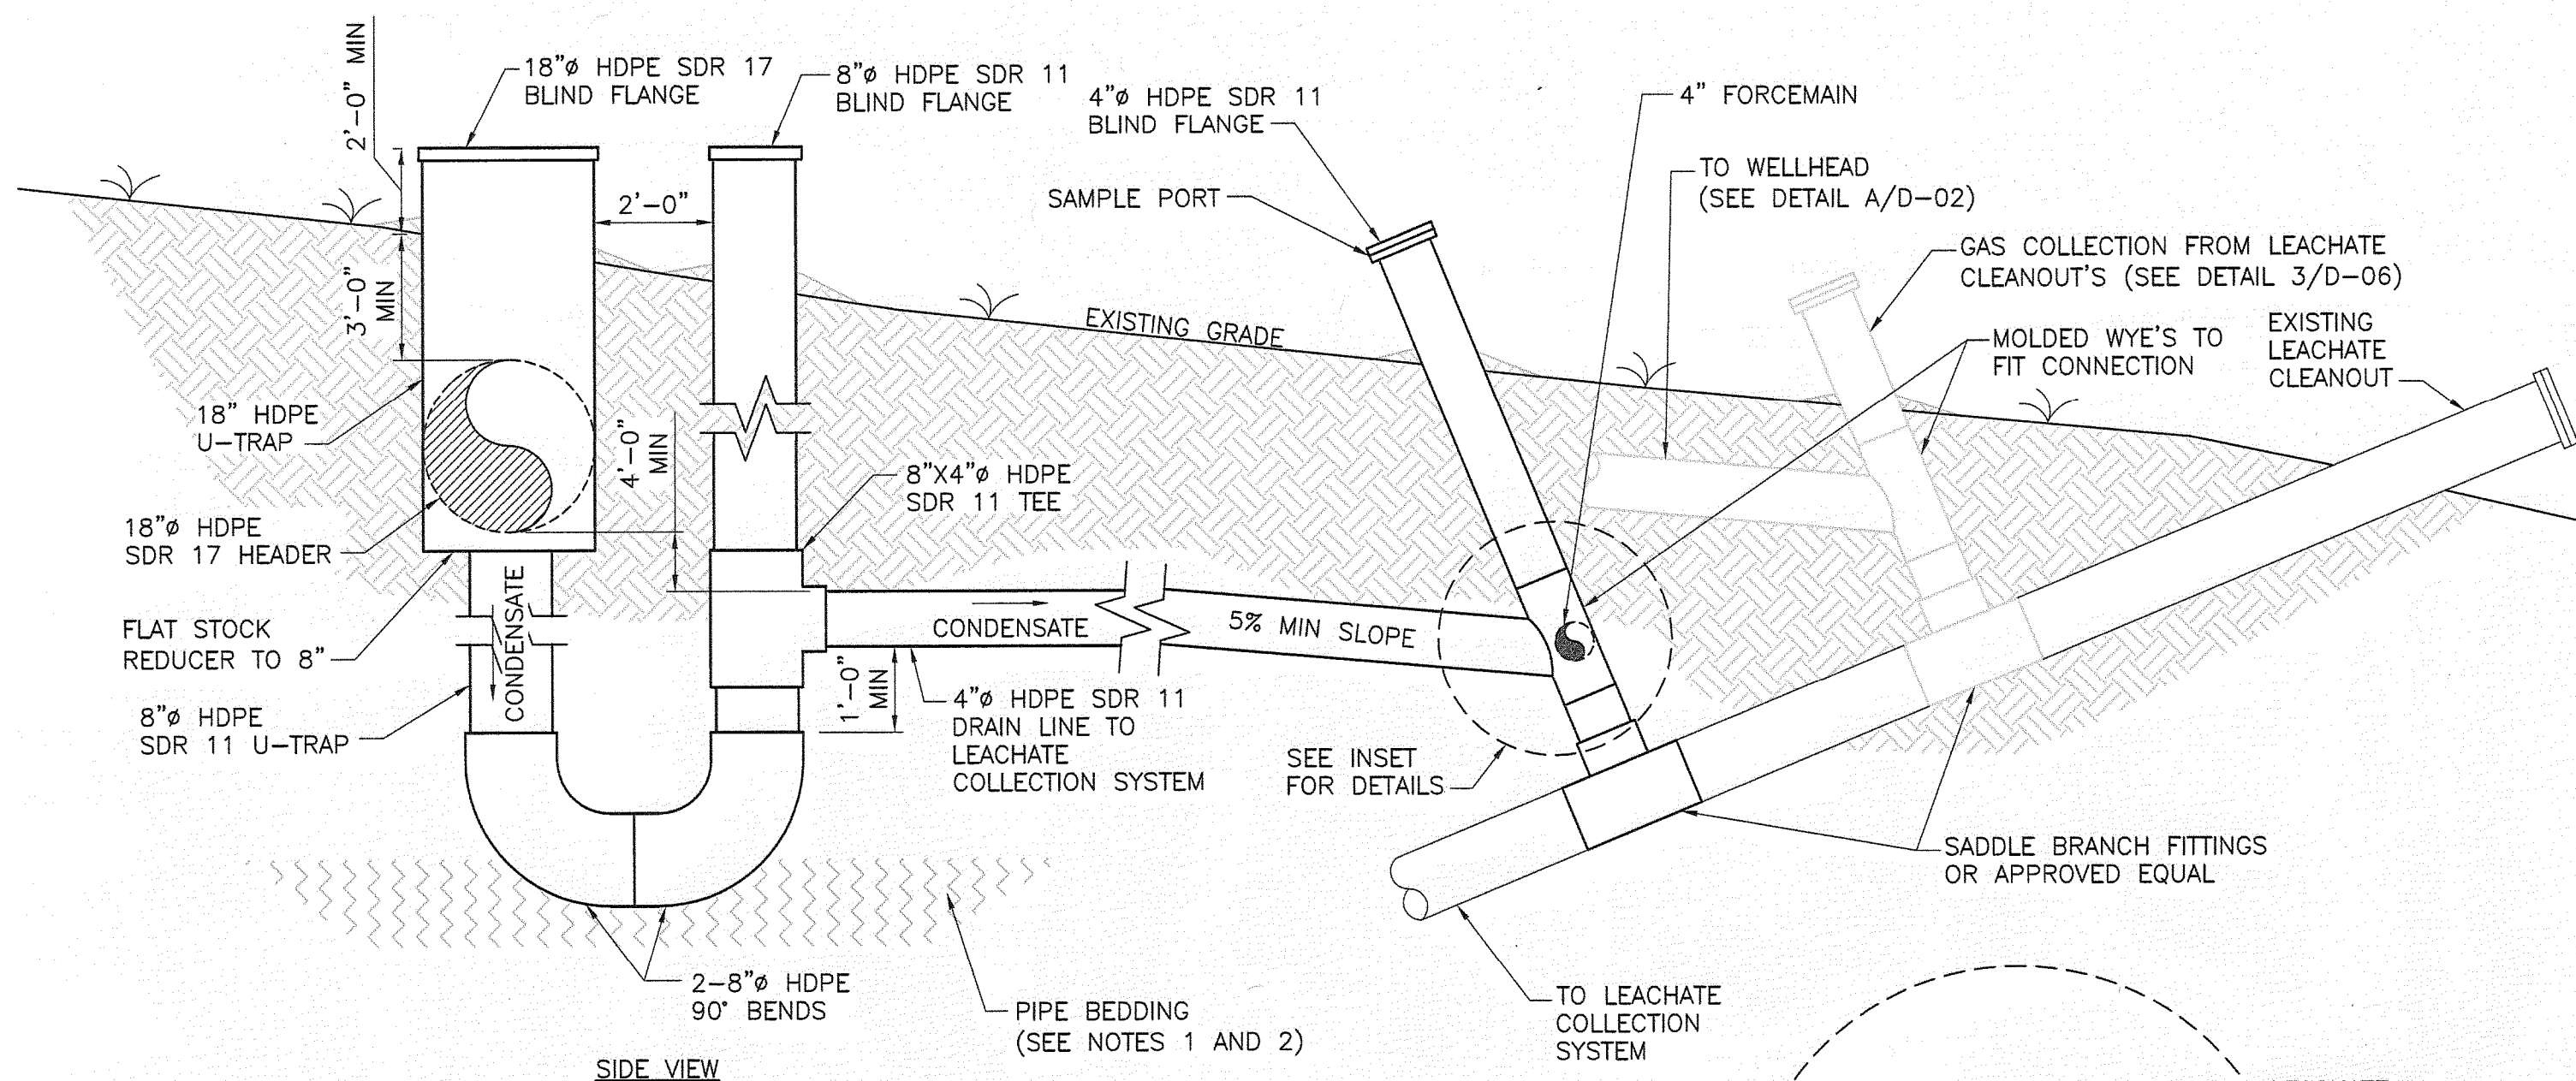 2'-0" MIN
18"ø HDPE SDR 17
BLIND FLANGE
8"ø HDPE SDR 11
BLIND FLANGE
4"ø HDPE SDR 11
BLIND FLANGE
4" FORCEMAIN
TO WELLHEAD
(SEE DETAIL A/D-02)
SAMPLE PORT
2'-0"
GAS COLLECTION FROM LEACHATE
CLEANOUT'S (SEE DETAIL 3/D-06)
3'-0"
MIN
EXISTING GRADE
MOLDED WYE'S TO
FIT CONNECTION
EXISTING
LEACHATE
CLEANOUT
18" HDPE
U-TRAP
4'-0"
MIN
8"X4"ø HDPE
SDR 11 TEE
18"ø HDPE
SDR 17 HEADER
CONDENSATE
CONDENSATE
5% MIN SLOPE
FLAT STOCK
REDUCER TO 8"
1'-0"
MIN
8"ø HDPE
SDR 11 U-TRAP
4"ø HDPE SDR 11
DRAIN LINE TO
LEACHATE
COLLECTION SYSTEM
SEE INSET
FOR DETAILS
SADDLE BRANCH FITTINGS
OR APPROVED EQUAL
2-8"ø HDPE
90° BENDS
PIPE BEDDING
(SEE NOTES 1 AND 2)
TO LEACHATE
COLLECTION
SYSTEM
SIDE VIEW